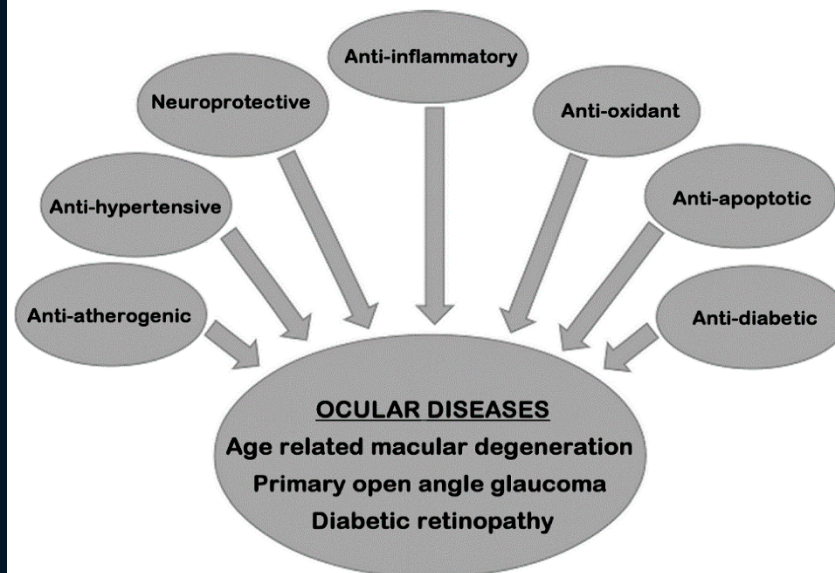 Anti-inflammatory
Neuroprotective
Anti-oxidant
Anti-hypertensive
Anti-apoptotic
Anti-atherogenic
Anti-diabetic
OCULAR DISEASES
Age related macular degeneration
Primary open angle glaucoma
Diabetic retinopathy